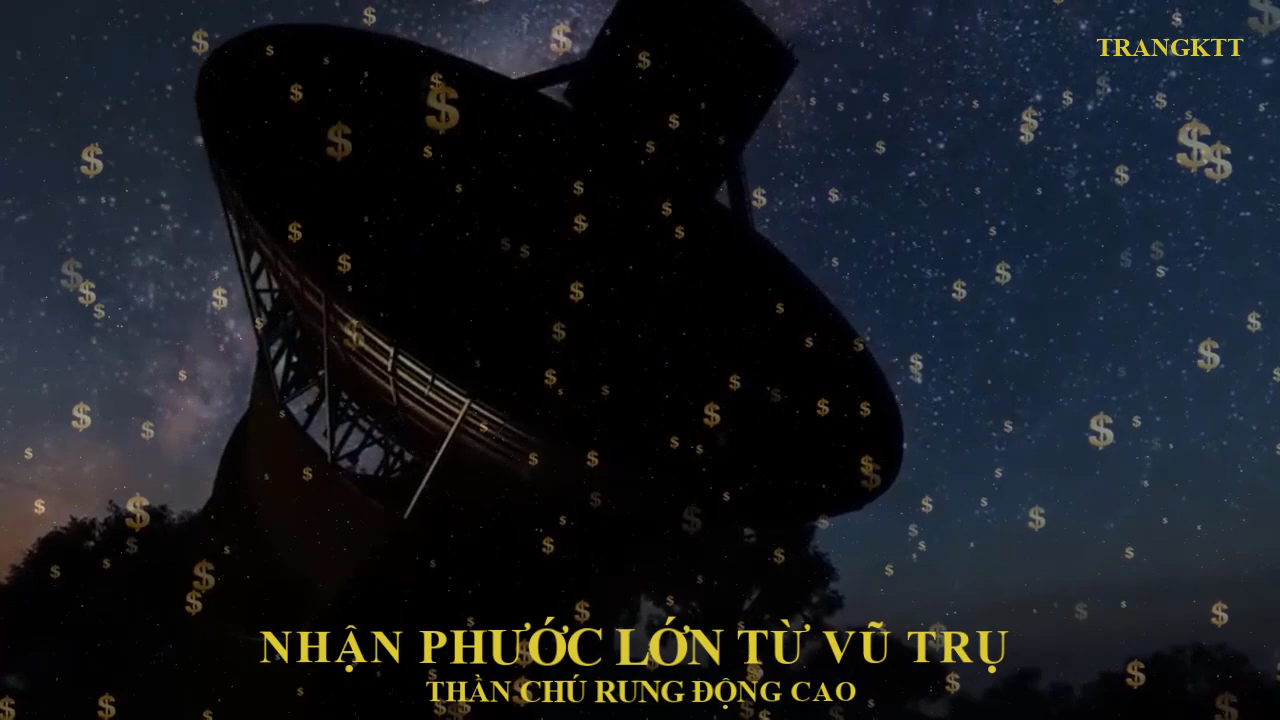 TRANGKTT
NHẬN PHƯỚC LỚN TỪ VŨ TRỤ
THẦN CHÚ RUNG ĐỘNG CAO